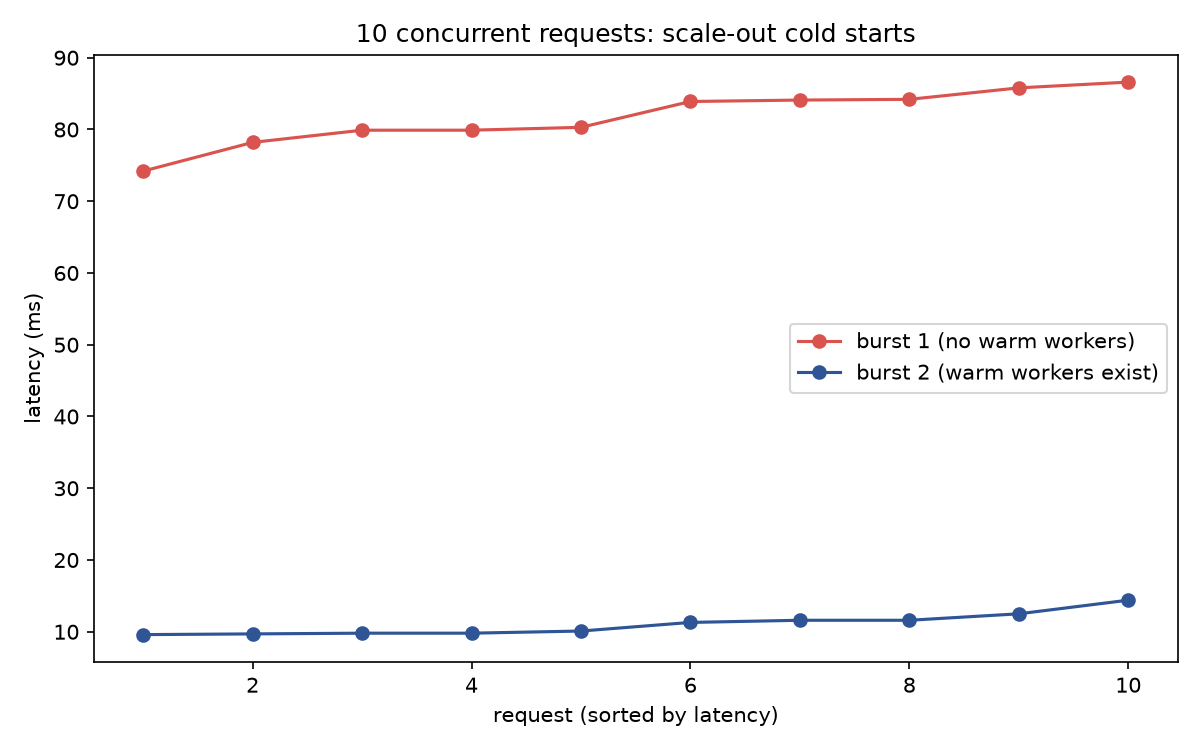 10 concurrent requests: scale-out cold starts
90
80
70
60
50
40
30
20
10
latency (ms)
burst 1 (no warm workers)
burst 2 (warm workers exist)
2 4 6 8 10
request (sorted by latency)